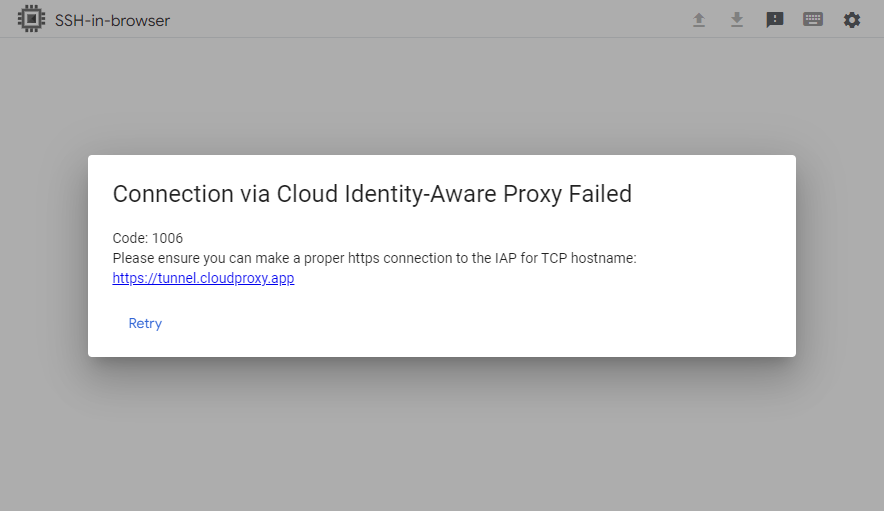 SSH-in-browser
Connection via Cloud Identity-Aware Proxy Failed
Code: 1006
Please ensure you can make a proper https connection to the IAP for TCP hostname:
https://tunnel.cloudproxy.app
Retry